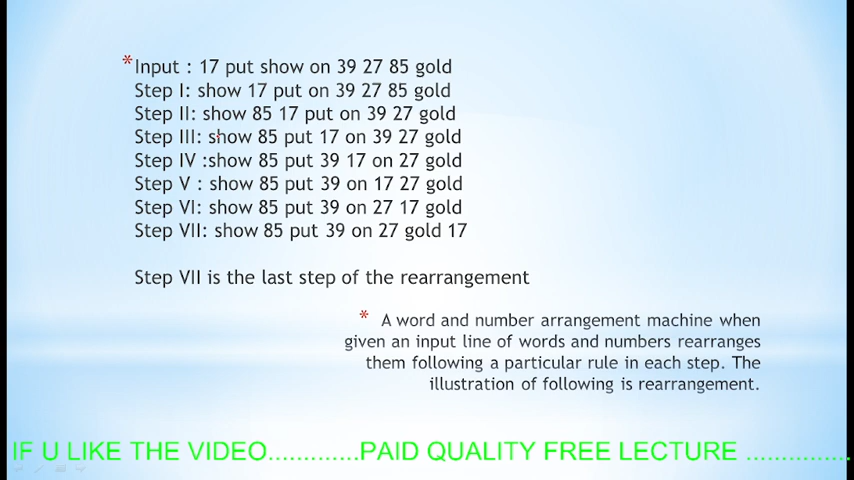 * Input : 17 put show on 39 27 85 gold
Step I: show 17 put on 39 27 85 gold
Step II: show 85 17 put on 39 27 gold
Step III: show 85 put 17 on 39 27 gold
Step IV :show 85 put 39 17 on 27 gold
Step V : show 85 put 39 on 17 27 gold
Step VI: show 85 put 39 on 27 17 gold
Step VII: show 85 put 39 on 27 gold 17
Step VII is the last step of the rearrangement
* A word and number arrangement machine when
given an input line of words and numbers rearranges
them following a particular rule in each step. The
illustration of following is rearrangement.
IF U LIKE THE VIDEO.............PAID QUALITY FREE LECTURE ...............